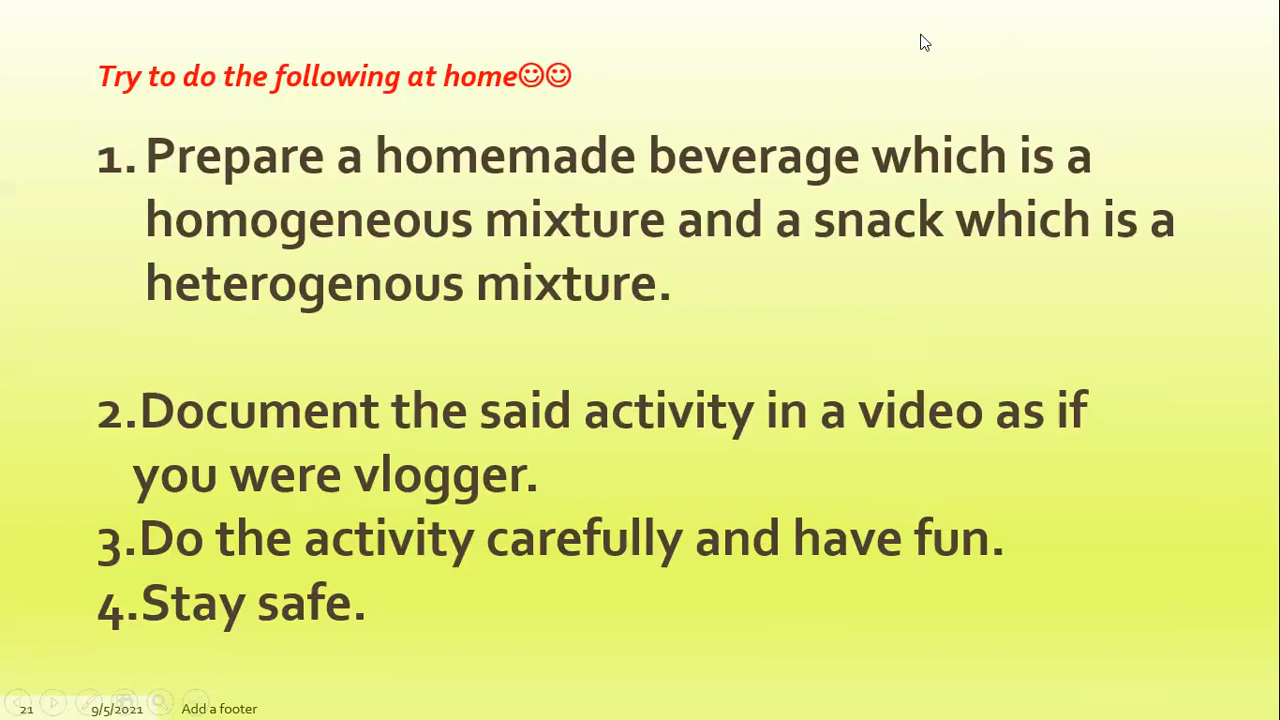 Try to do the following at home☺☺
1. Prepare a homemade beverage which is a
homogeneous mixture and a snack which is a
heterogenous mixture.
2.Document the said activity in a video as if
you were vlogger.
3.Do the activity carefully and have fun.
4.Stay safe.
21 9/5/2021 Add a footer